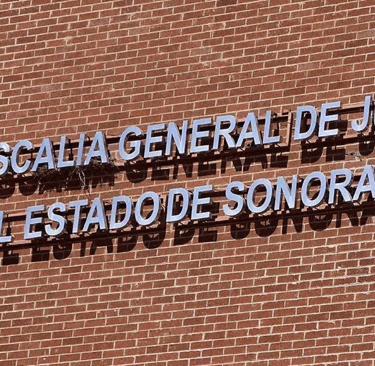 SCALIA GENERAL DE J
L ESTADO DE SONORA